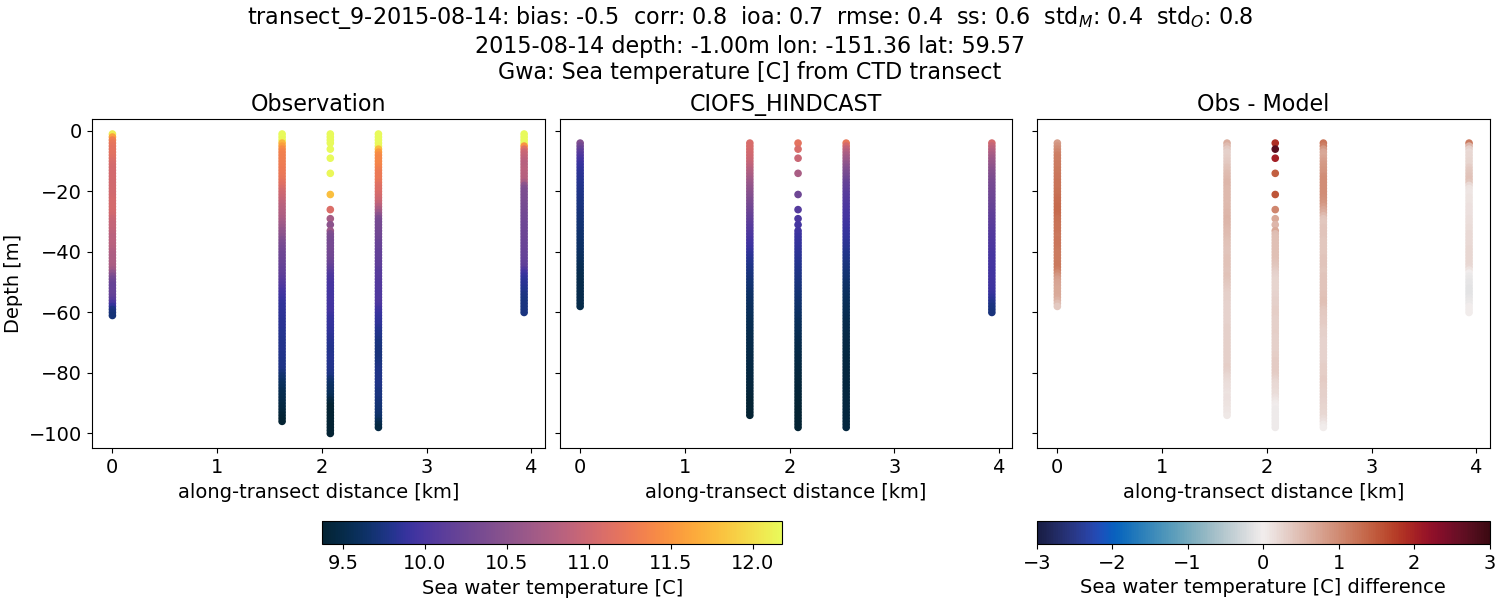 transect_9-2015-08-14: bias: -0.5  corr: 0.8  ioa: 0.7  rmse: 0.4  ss: 0.6  std_M: 0.4  std_O: 0.8
2015-08-14 depth: -1.00m lon: -151.36 lat: 59.57
Gwa: Sea temperature [C] from CTD transect
Observation
CIOFS_HINDCAST
Obs - Model
Depth [m]
0
−20
−40
−60
−80
−100
0 1 2 3 4
0 1 2 3 4
0 1 2 3 4
along-transect distance [km]
along-transect distance [km]
along-transect distance [km]
9.5 10.0 10.5 11.0 11.5 12.0
Sea water temperature [C]
−3 −2 −1 0 1 2 3
Sea water temperature [C] difference